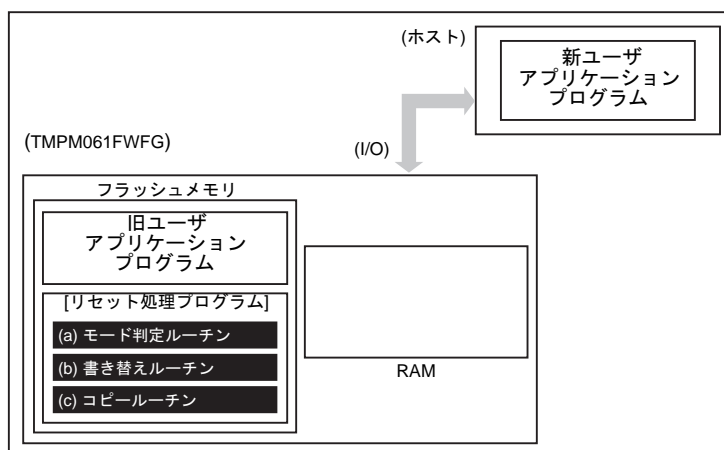 (ホスト)
新ユーザ
アプリケーション
プログラム
(TMPM061FWFG)
(I/O)
フラッシュメモリ
旧ユーザ
アプリケーション
プログラム
[リセット処理プログラム]
(a) モード判定ルーチン
(b) 書き替えルーチン
(c) コピールーチン
RAM